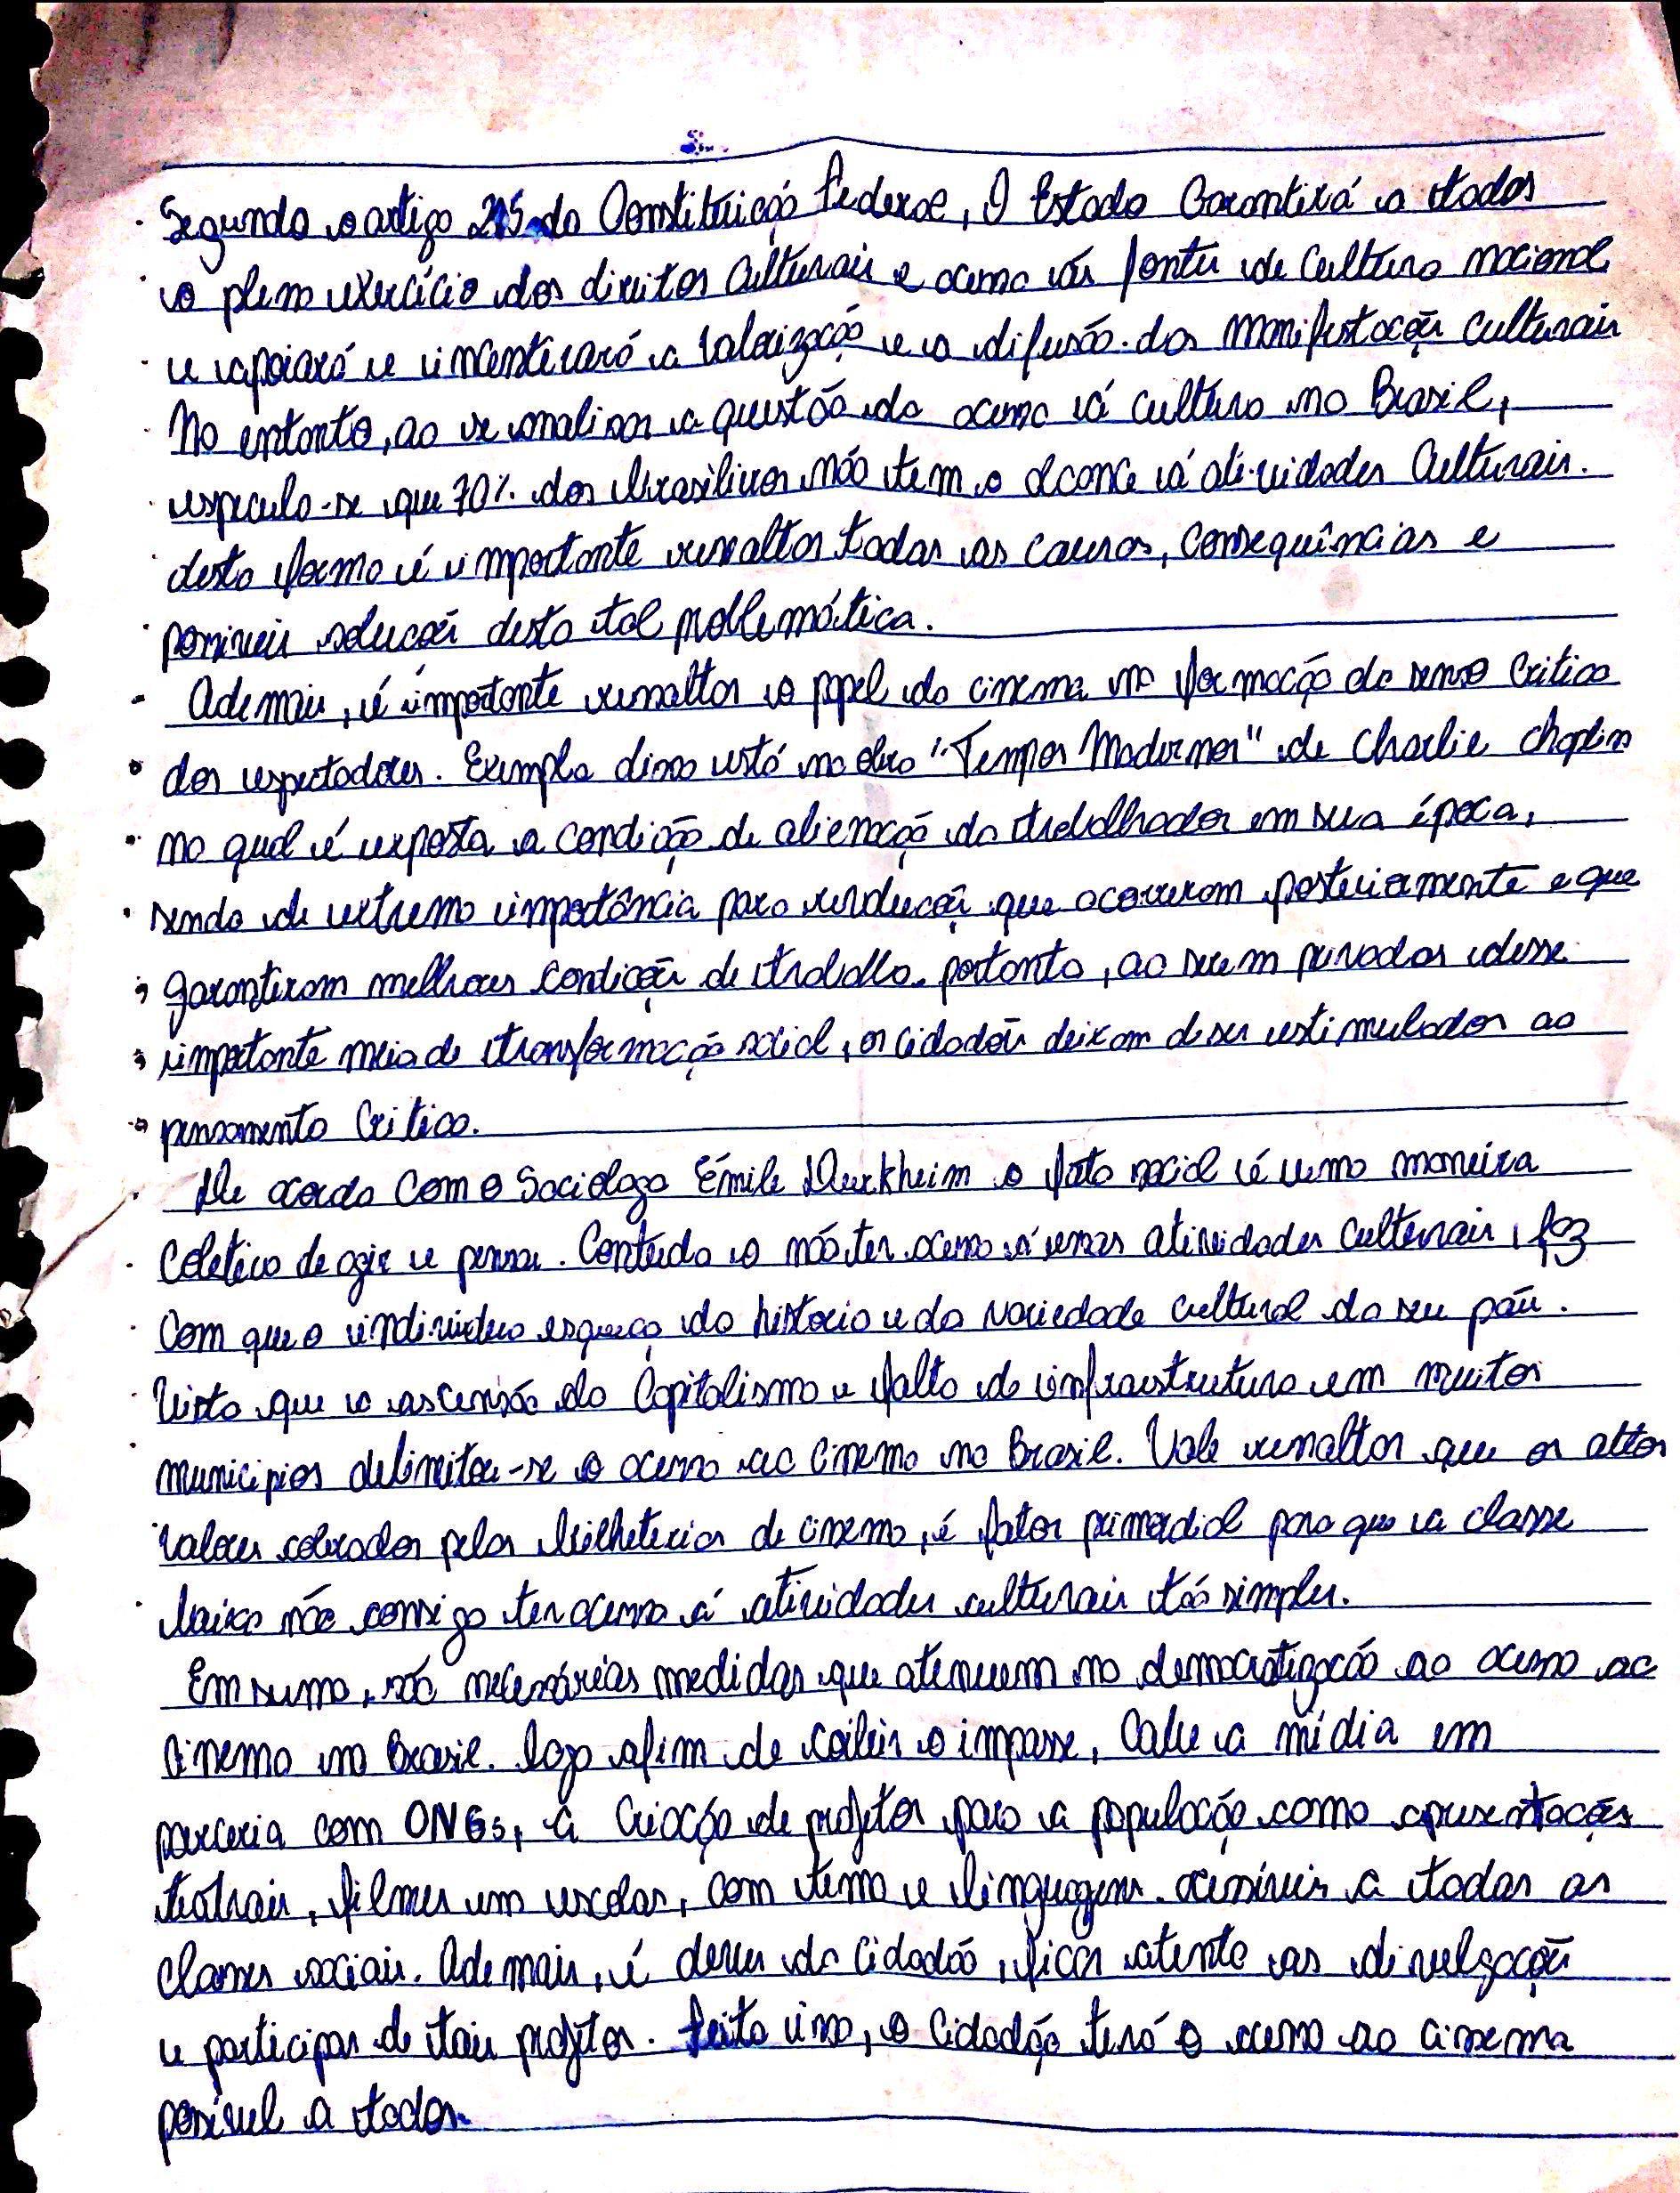 Segundo o artigo 215 da Constituição Federal, O Estado Garantirá a todos
o pleno exercício dos direitos Culturais e acesso às fontes de Cultura nacional
e apoiará e incentivará a Valorização e a difusão das manifestações Culturais
No entanto, ao se analisar a questão do acesso à cultura no Brasil,
especula-se que 70% dos brasileiros não tem o alcance à atividades Culturais.
desta forma é importante ressaltar todas as causas, consequências e
possíveis soluções desta tal problemática.
Ademais, é importante ressaltar o papel do cinema na formação do senso Critico
dos espectadores. Exemplo disso está na obra "Tempos Modernos" de Charlie Chaplin
no qual é exposta a condição de alienação do trabalhador em sua época,
sendo de extrema importância para que ocorreram posteriormente e que
garantiram melhores condições de trabalho. portanto, ao serem privados desse
importante meio de transformação social, os cidadãos deixam de ser estimulados ao
pensamento Critico.
De acordo com o Sociologo Émile Durkheim o fato social é uma maneira
Coletiva de agir e pensar. Contudo o não ter acesso à essas atividades Culturais, faz
Com que o individuo esqueça da historia e da variedade Cultural do seu país.
Visto que a ascensão do Capitalismo e falta de infraestrutura em muitos
municipios delimitou-se o acesso ao Cinema no Brasil. Vale ressaltar que os altos
valores cobrados pelas bilheterias de cinema, é fator primordial para que a classe
baixa não consiga ter acesso á atividades culturais tão simples.
Em suma, são necessárias medidas que atenuem na democratização ao acesso ao
Cinema no Brasil. logo afim de coibir o impasse, Cabe a mídia em
parceria com ONGs, a Criação de projetos para a população como apresentações
teatrais, filmes em escolas, com tema e linguagens acessíveis a todas as
classes sociais. Ademais, é dever do Cidadão, ficar atento as divulgações
e participar de tais projetos. feito isso, o Cidadão terá o acesso ao Cinema
possivel a todos.